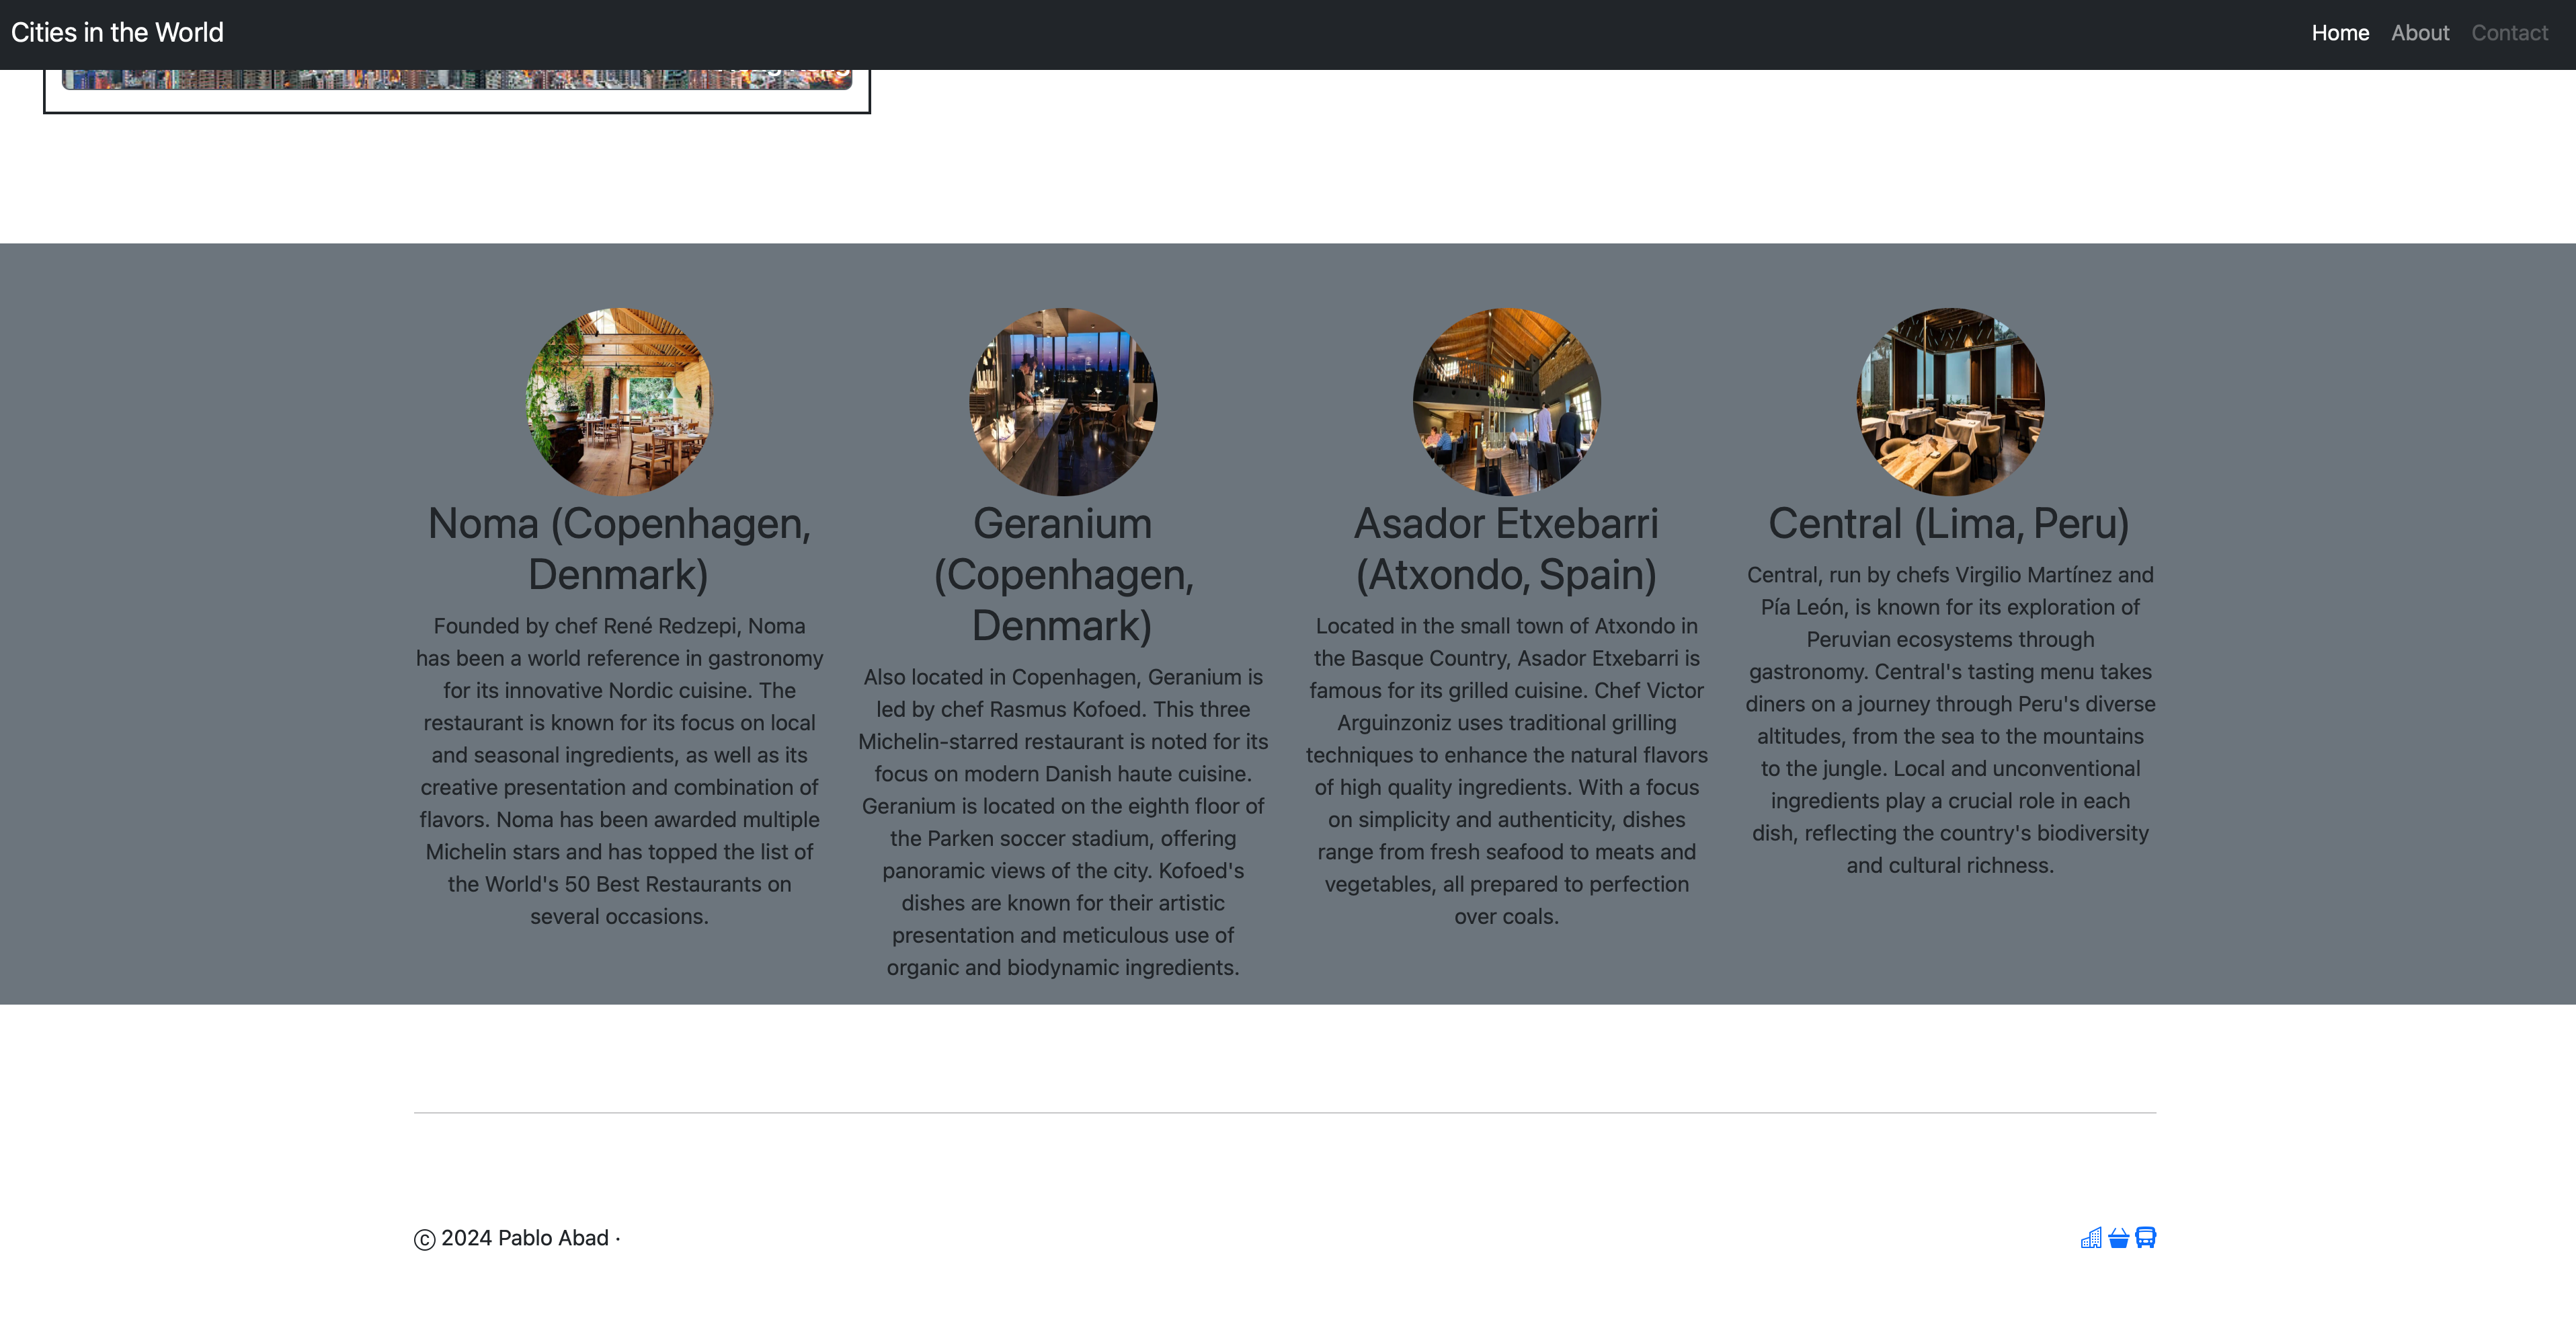 Cities in the World
Home About Contact
Noma (Copenhagen,
Denmark)
Founded by chef René Redzepi, Noma
has been a world reference in gastronomy
for its innovative Nordic cuisine. The
restaurant is known for its focus on local
and seasonal ingredients, as well as its
creative presentation and combination of
flavors. Noma has been awarded multiple
Michelin stars and has topped the list of
the World's 50 Best Restaurants on
several occasions.
Geranium
(Copenhagen,
Denmark)
Also located in Copenhagen, Geranium is
led by chef Rasmus Kofoed. This three
Michelin-starred restaurant is noted for its
focus on modern Danish haute cuisine.
Geranium is located on the eighth floor of
the Parken soccer stadium, offering
panoramic views of the city. Kofoed's
dishes are known for their artistic
presentation and meticulous use of
organic and biodynamic ingredients.
Asador Etxebarri
(Atxondo, Spain)
Located in the small town of Atxondo in
the Basque Country, Asador Etxebarri is
famous for its grilled cuisine. Chef Victor
Arguinzoniz uses traditional grilling
techniques to enhance the natural flavors
of high quality ingredients. With a focus
on simplicity and authenticity, dishes
range from fresh seafood to meats and
vegetables, all prepared to perfection
over coals.
Central (Lima, Peru)
Central, run by chefs Virgilio Martínez and
Pía León, is known for its exploration of
Peruvian ecosystems through
gastronomy. Central's tasting menu takes
diners on a journey through Peru's diverse
altitudes, from the sea to the mountains
to the jungle. Local and unconventional
ingredients play a crucial role in each
dish, reflecting the country's biodiversity
and cultural richness.
© 2024 Pablo Abad ·